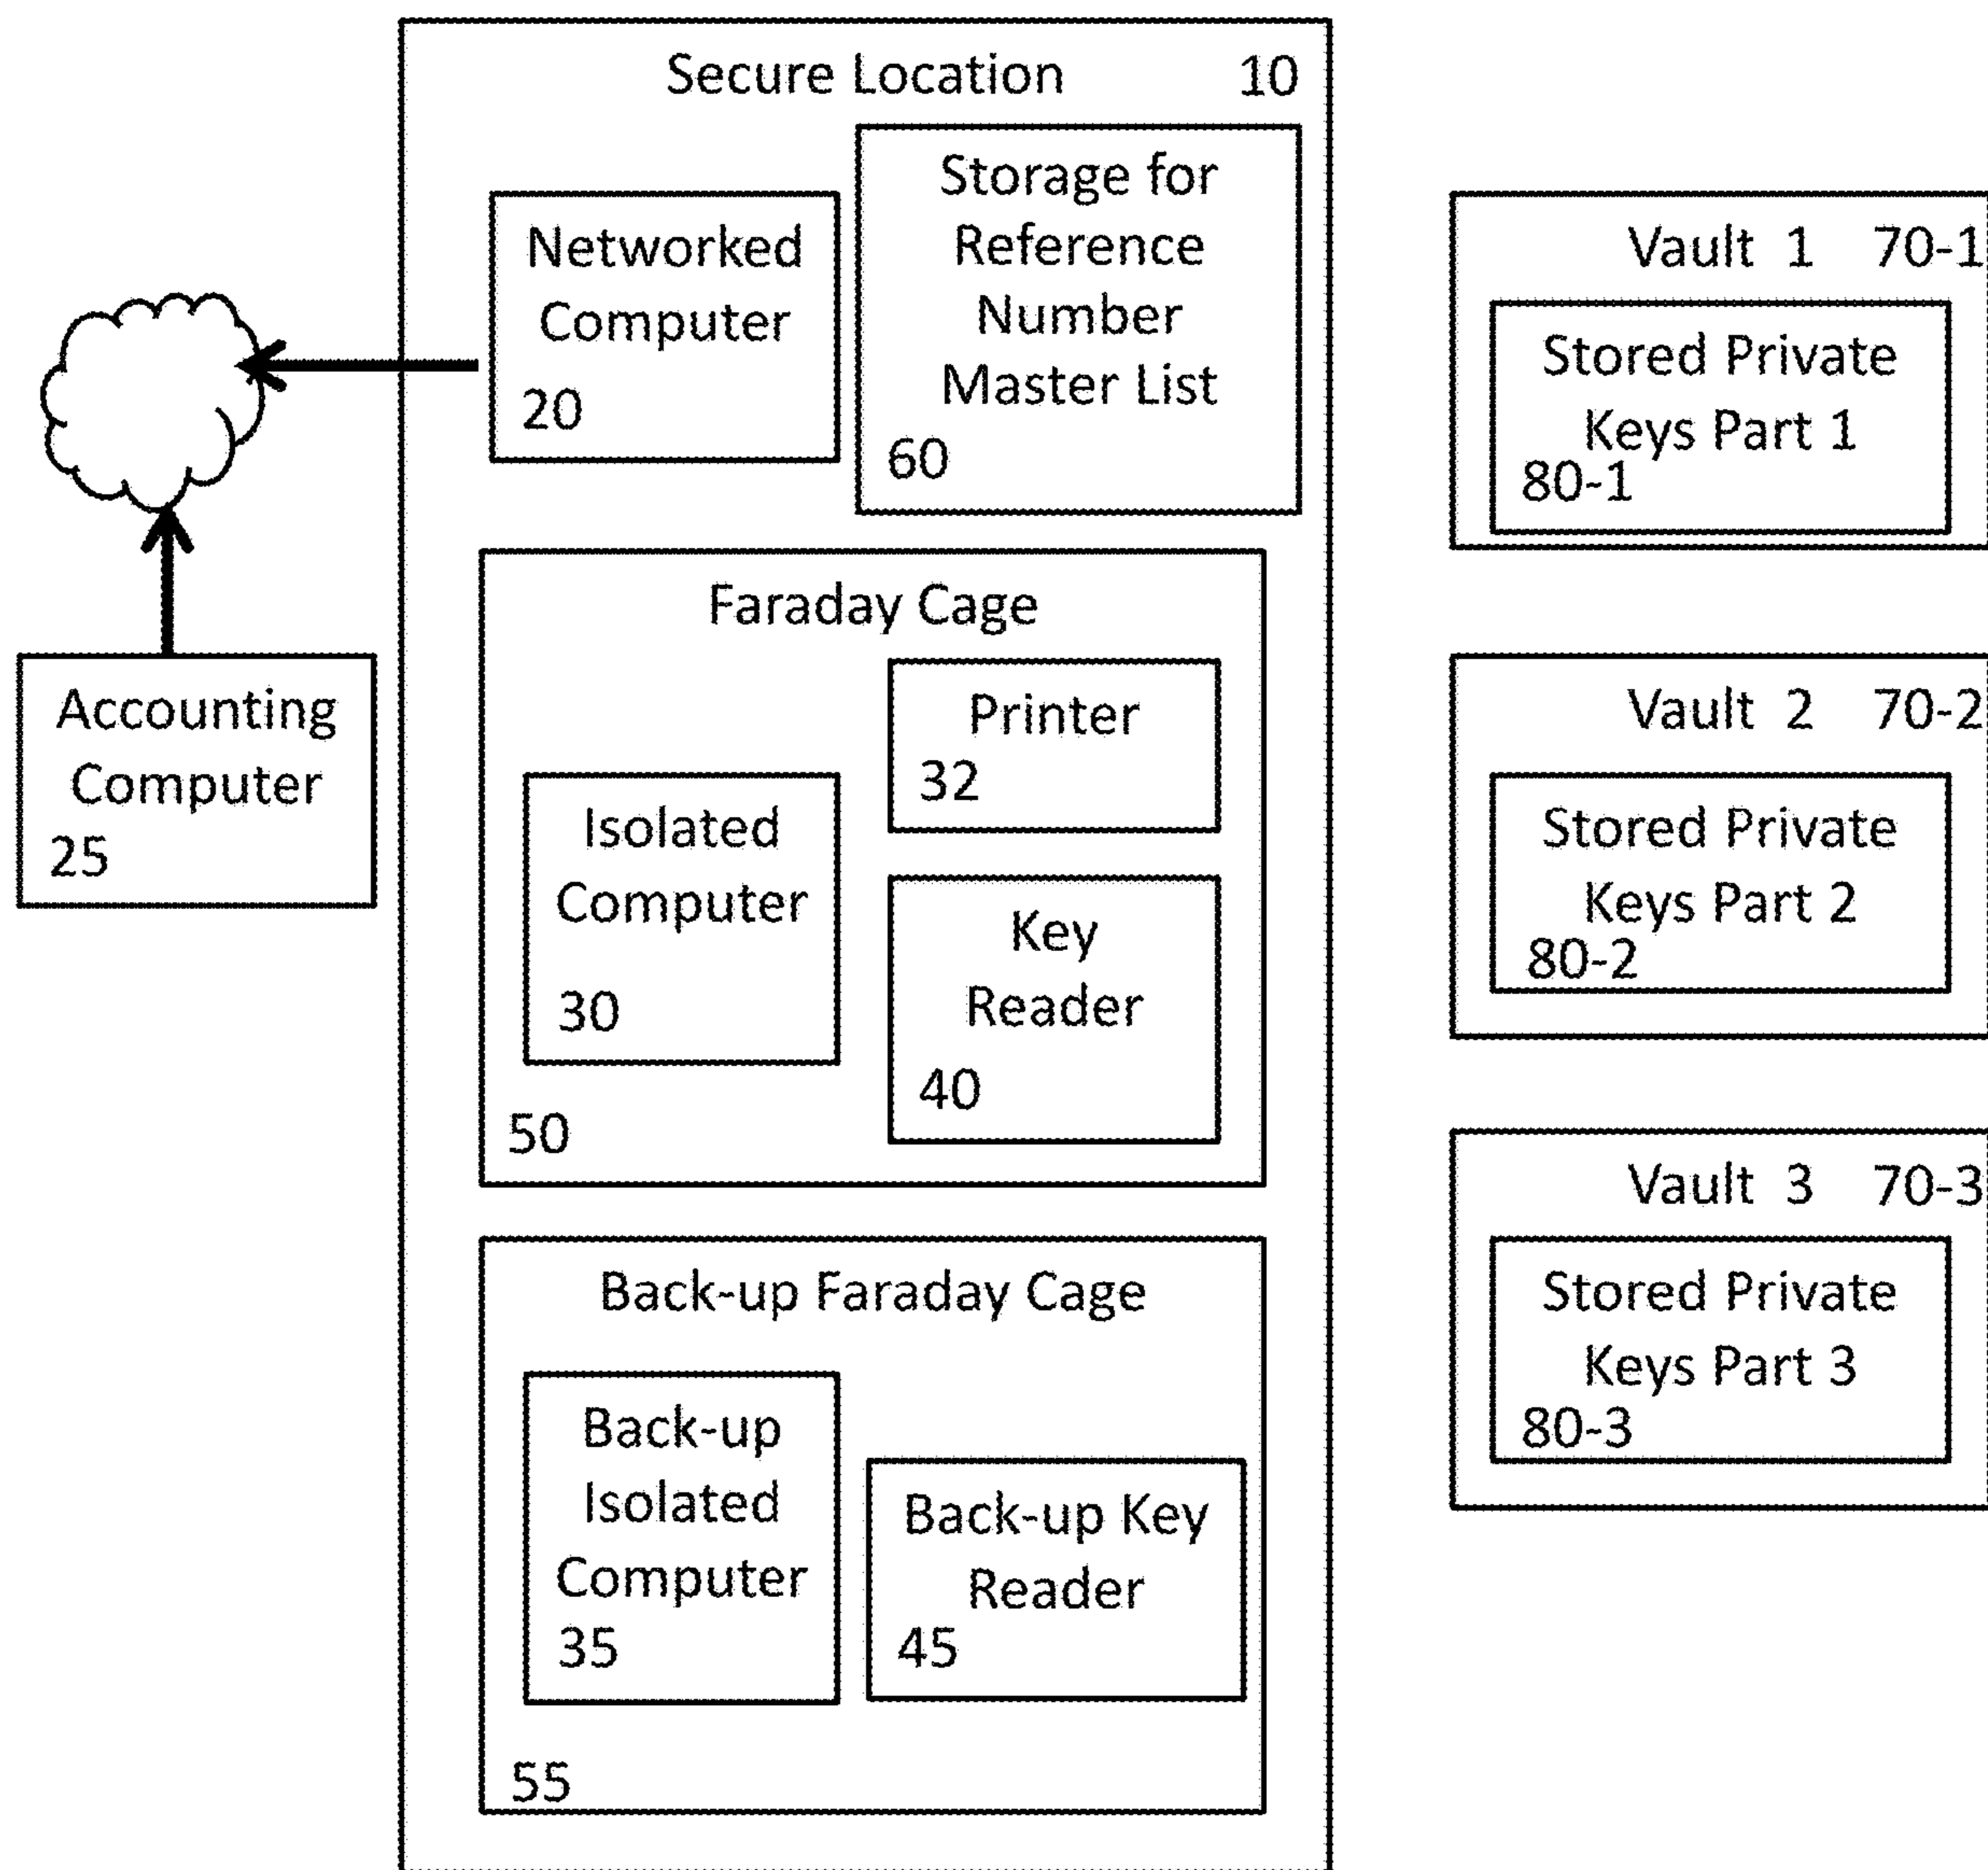 Secure Location 10
Networked
Computer
20
Storage for
Reference
Number
Master List
60
Accounting
Computer
25
Faraday Cage
Printer
32
Isolated
Computer
30
Key
Reader
40
50
Back-up Faraday Cage
Back-up
Isolated
Computer
35
Back-up Key
Reader
45
55
Vault 1 70-1
Stored Private
Keys Part 1
80-1
Vault 2 70-2
Stored Private
Keys Part 2
80-2
Vault 3 70-3
Stored Private
Keys Part 3
80-3